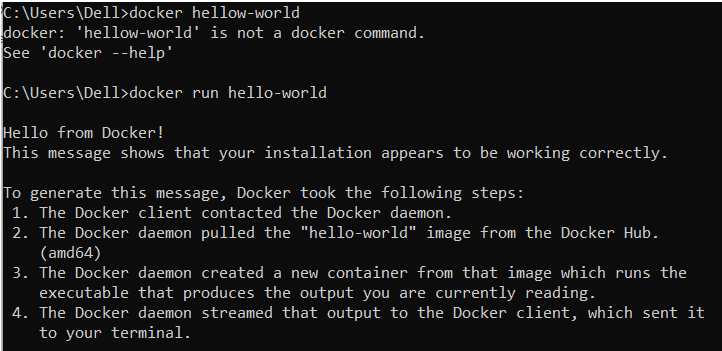 C:\Users\Dell>docker hellow-world
docker: 'hellow-world' is not a docker command.
See 'docker --help'
C:\Users\Dell>docker run hello-world
Hello from Docker!
This message shows that your installation appears to be working correctly.
To generate this message, Docker took the following steps:
1. The Docker client contacted the Docker daemon.
2. The Docker daemon pulled the "hello-world" image from the Docker Hub.
(amd64)
3. The Docker daemon created a new container from that image which runs the
executable that produces the output you are currently reading.
4. The Docker daemon streamed that output to the Docker client, which sent it
to your terminal.